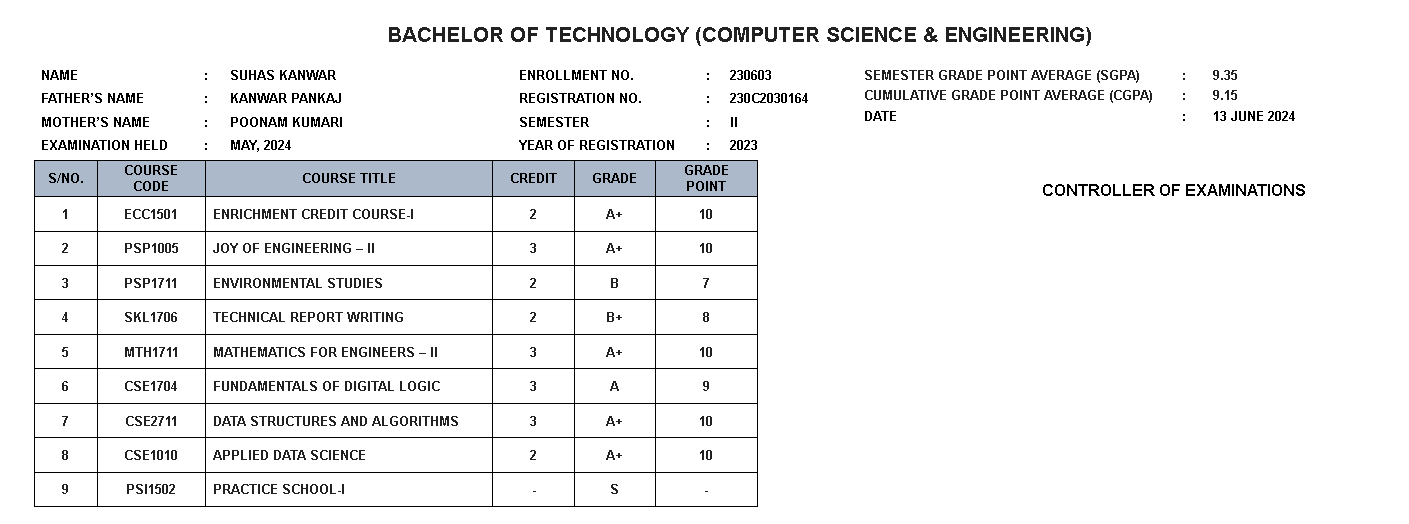 BACHELOR OF TECHNOLOGY (COMPUTER SCIENCE & ENGINEERING)
NAME : SUHAS KANWAR ENROLLMENT NO. : 230603 SEMESTER GRADE POINT AVERAGE (SGPA) : 9.35
FATHER'S NAME : KANWAR PANKAJ REGISTRATION NO. : 230C2030164 CUMULATIVE GRADE POINT AVERAGE (CGPA) : 9.15
MOTHER'S NAME : POONAM KUMARI SEMESTER : II DATE : 13 JUNE 2024
EXAMINATION HELD : MAY, 2024 YEAR OF REGISTRATION : 2023
S/NO. COURSE CODE COURSE TITLE CREDIT GRADE GRADE POINT
CONTROLLER OF EXAMINATIONS
1 ECC1501 ENRICHMENT CREDIT COURSE-I 2 A+ 10
2 PSP1005 JOY OF ENGINEERING – II 3 A+ 10
3 PSP1711 ENVIRONMENTAL STUDIES 2 B 7
4 SKL1706 TECHNICAL REPORT WRITING 2 B+ 8
5 MTH1711 MATHEMATICS FOR ENGINEERS – II 3 A+ 10
6 CSE1704 FUNDAMENTALS OF DIGITAL LOGIC 3 A 9
7 CSE2711 DATA STRUCTURES AND ALGORITHMS 3 A+ 10
8 CSE1010 APPLIED DATA SCIENCE 2 A+ 10
9 PSI1502 PRACTICE SCHOOL-I - S -